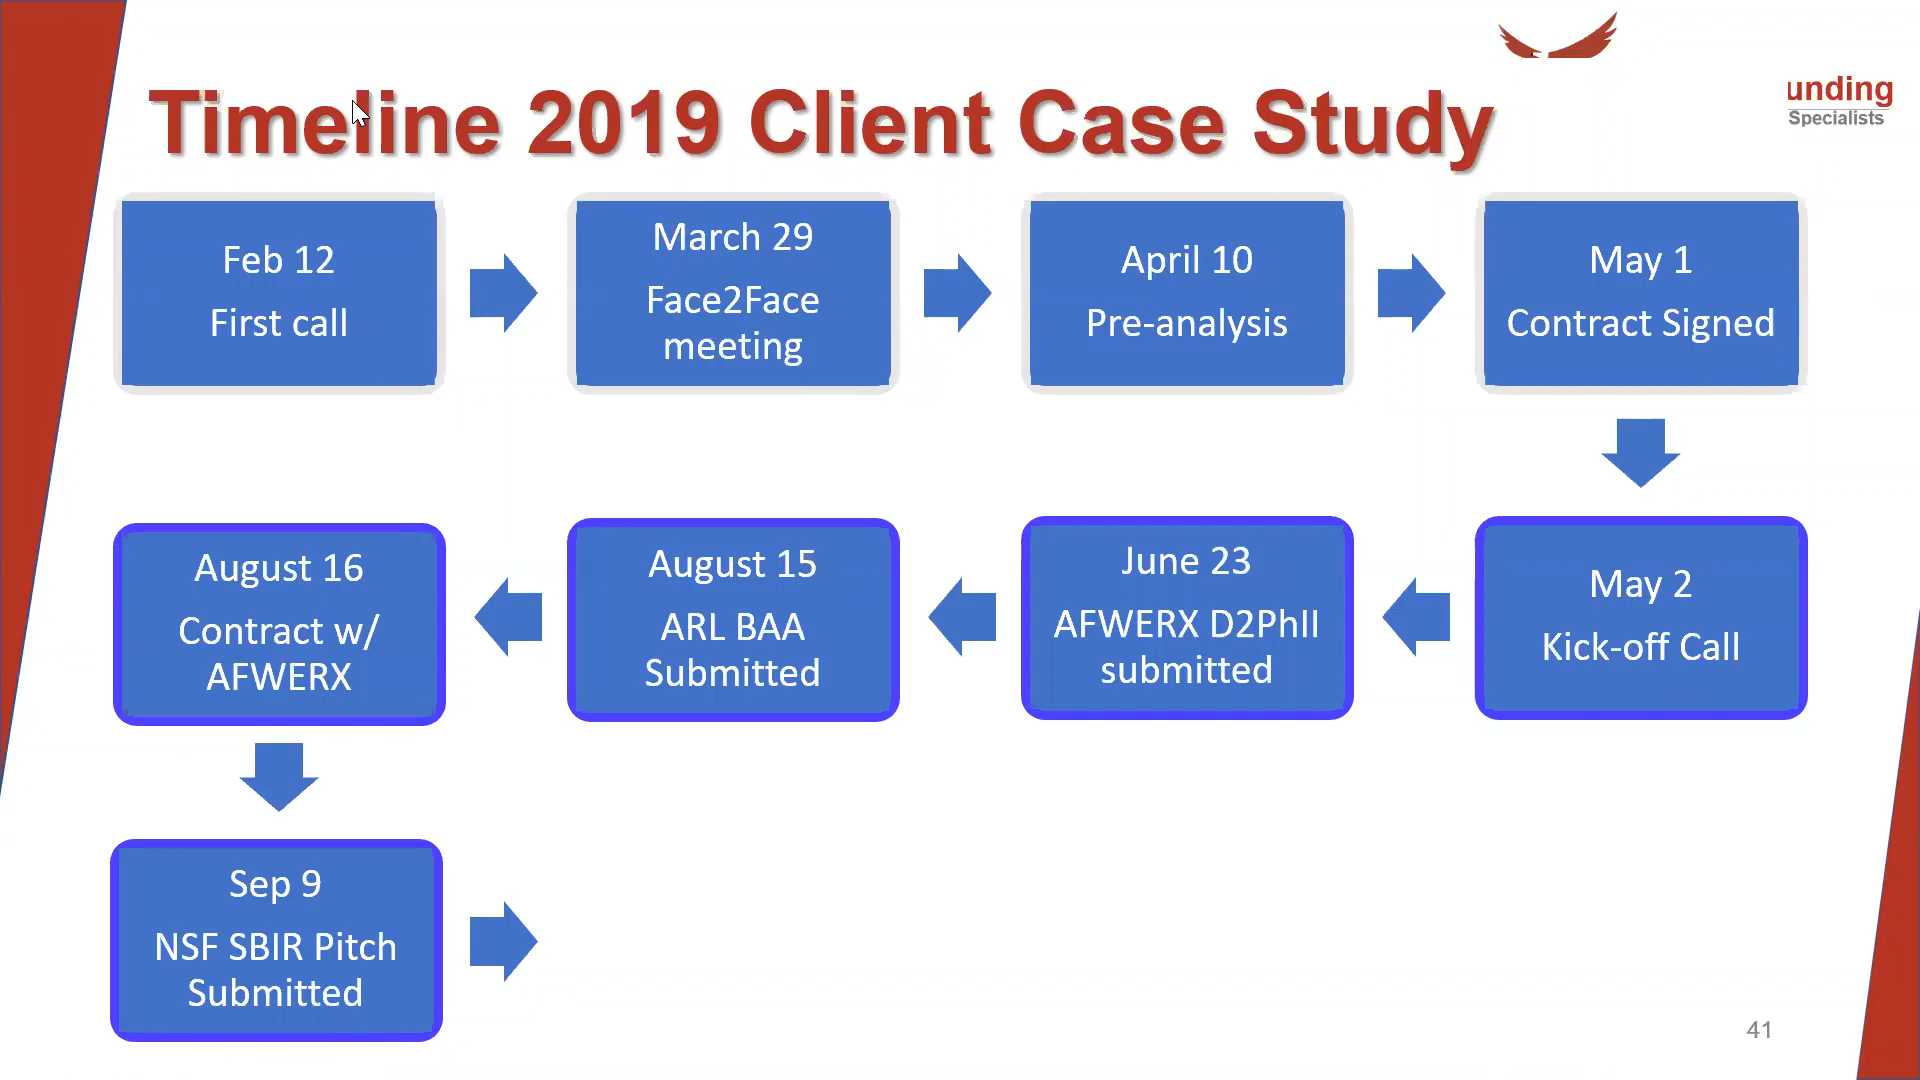 Timeline 2019 Client Case Study
unding
Specialists
Feb 12
First call
March 29
Face2Face
meeting
April 10
Pre-analysis
May 1
Contract Signed
May 2
Kick-off Call
June 23
AFWERX D2PhII
submitted
August 15
ARL BAA
Submitted
August 16
Contract w/
AFWERX
Sep 9
NSF SBIR Pitch
Submitted
41